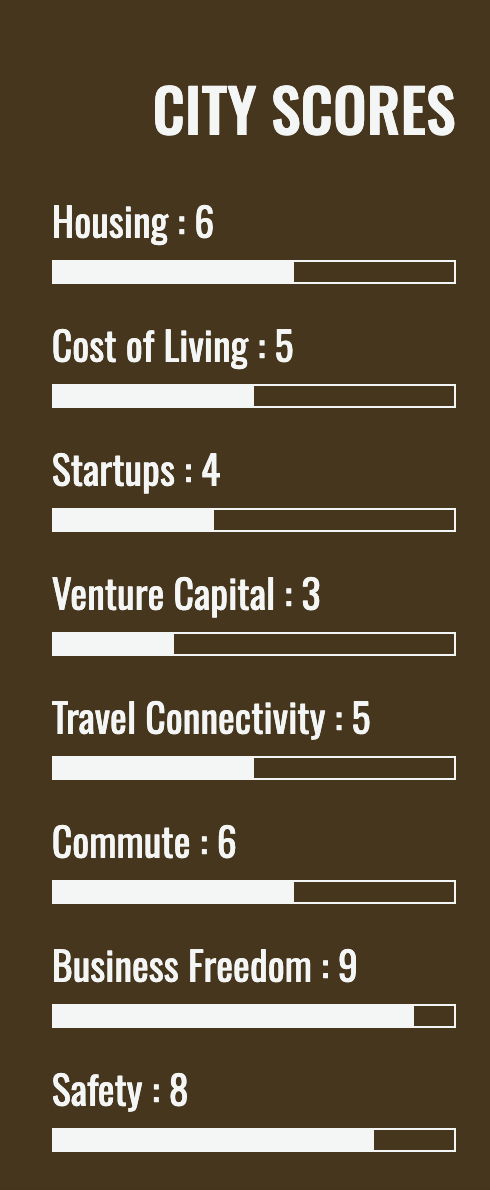 CITY SCORES
Housing : 6
Cost of Living : 5
Startups : 4
Venture Capital : 3
Travel Connectivity : 5
Commute : 6
Business Freedom : 9
Safety : 8